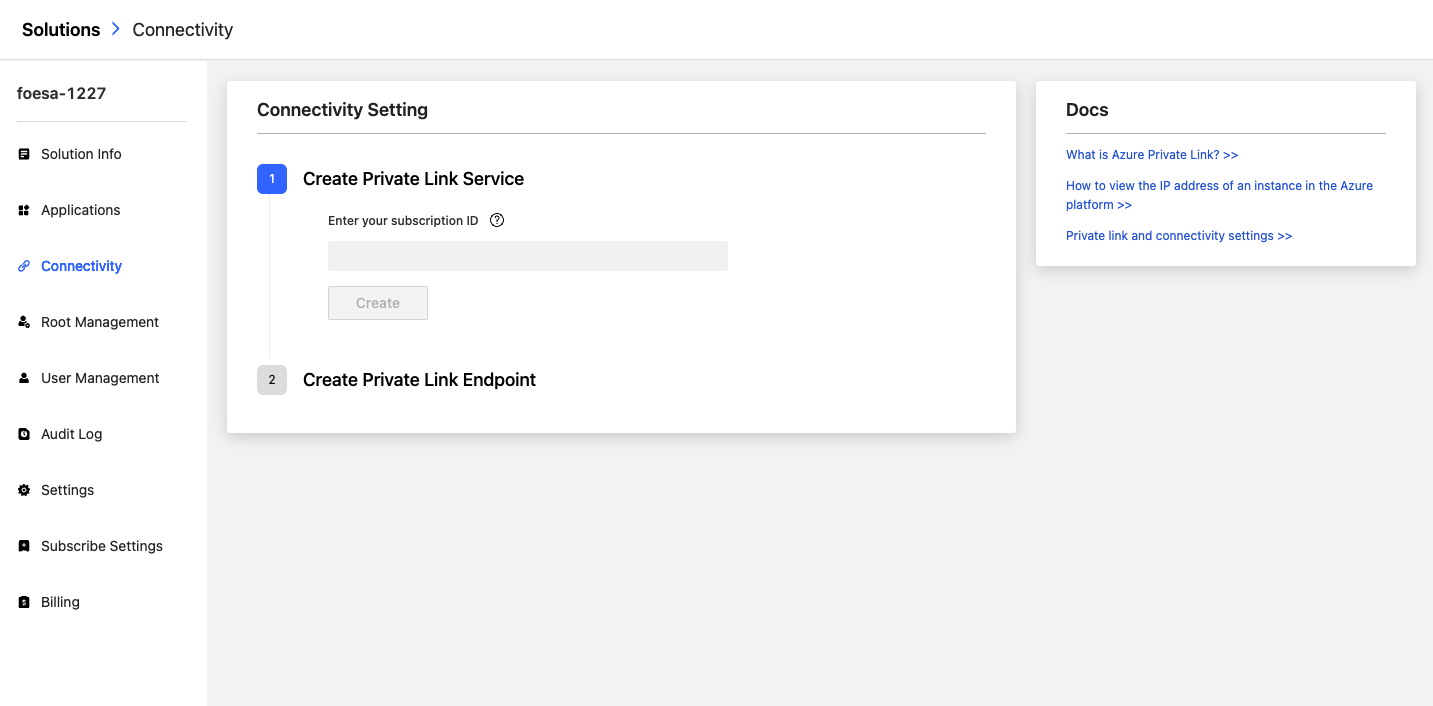 Solutions > Connectivity
foesa-1227
Solution Info
Applications
Connectivity
Root Management
User Management
Audit Log
Settings
Subscribe Settings
Billing
Connectivity Setting
1 Create Private Link Service
Enter your subscription ID ?
Create
2 Create Private Link Endpoint
Docs
What is Azure Private Link? >>
How to view the IP address of an instance in the Azure
platform >>
Private link and connectivity settings >>